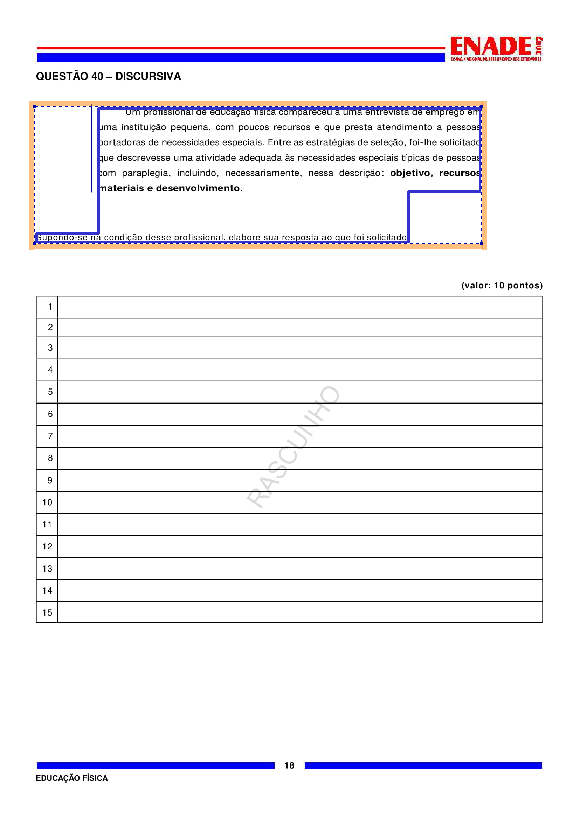 ENADE 2007
EXAME NACIONAL DE DESEMPENHO DOS ESTUDANTES
QUESTÃO 40 – DISCURSIVA
Um profissional de educação física compareceu a uma entrevista de emprego em
uma instituição pequena, com poucos recursos e que presta atendimento a pessoas
portadoras de necessidades especiais. Entre as estratégias de seleção, foi-lhe solicitado
que descrevesse uma atividade adequada às necessidades especiais típicas de pessoas
com paraplegia, incluindo, necessariamente, nessa descrição: objetivo, recursos
materiais e desenvolvimento.
Supondo-se na condição desse profissional, elabore sua resposta ao que foi solicitado
(valor: 10 pontos)
1
2
3
4
5
6
7
8
9
10
11
12
13
14
15
RASCUNHO
18
EDUCAÇÃO FÍSICA